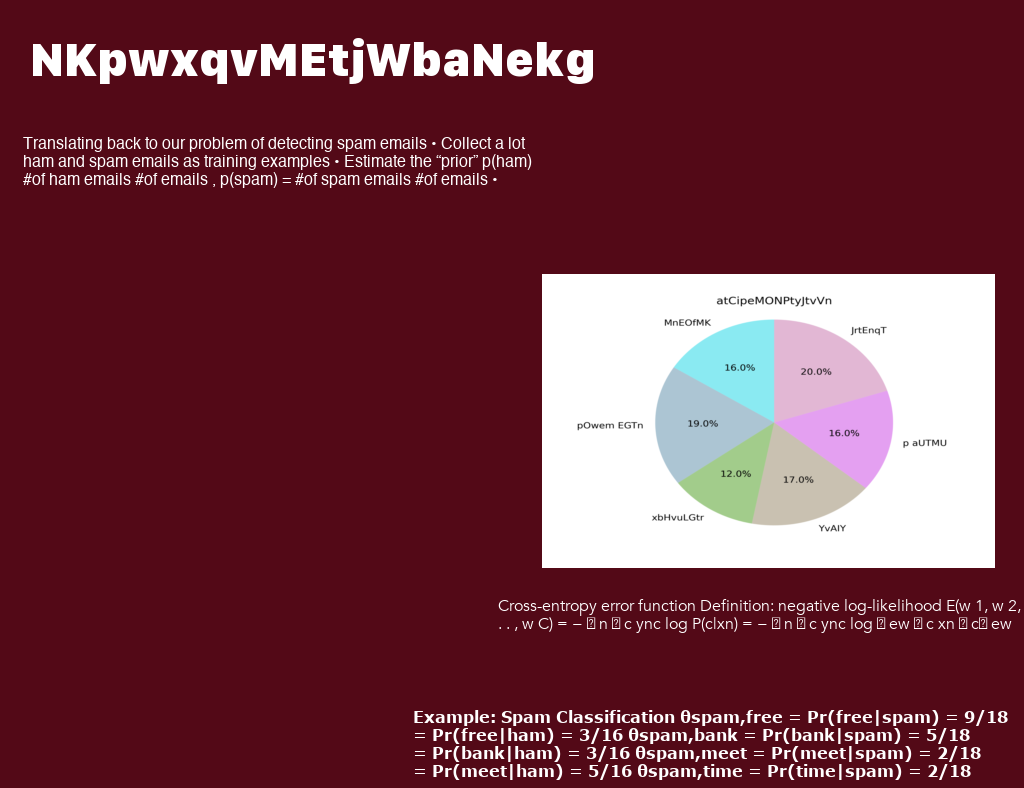 NKpwxqvMEtjWbaNekg
Translating back to our problem of detecting spam emails • Collect a lot
ham and spam emails as training examples • Estimate the “prior” p(ham)
#of ham emails #of emails , p(spam) = #of spam emails #of emails •
atCipeMONPtyJtvVn
MnEOfMK
JrtEnqT
16.0%
20.0%
pOwem EGTn
19.0%
16.0%
p aUTMU
12.0%
17.0%
xbHvuLGtr
YvAIY
Cross-entropy error function Definition: negative log-likelihood E(w 1, w 2,
. . , w C) = − n c ync log P(c|xn) = − n c ync log ew c xn c ew
Example: Spam Classification θspam,free = Pr(free|spam) = 9/18
= Pr(free|ham) = 3/16 θspam,bank = Pr(bank|spam) = 5/18
= Pr(bank|ham) = 3/16 θspam,meet = Pr(meet|spam) = 2/18
= Pr(meet|ham) = 5/16 θspam,time = Pr(time|spam) = 2/18